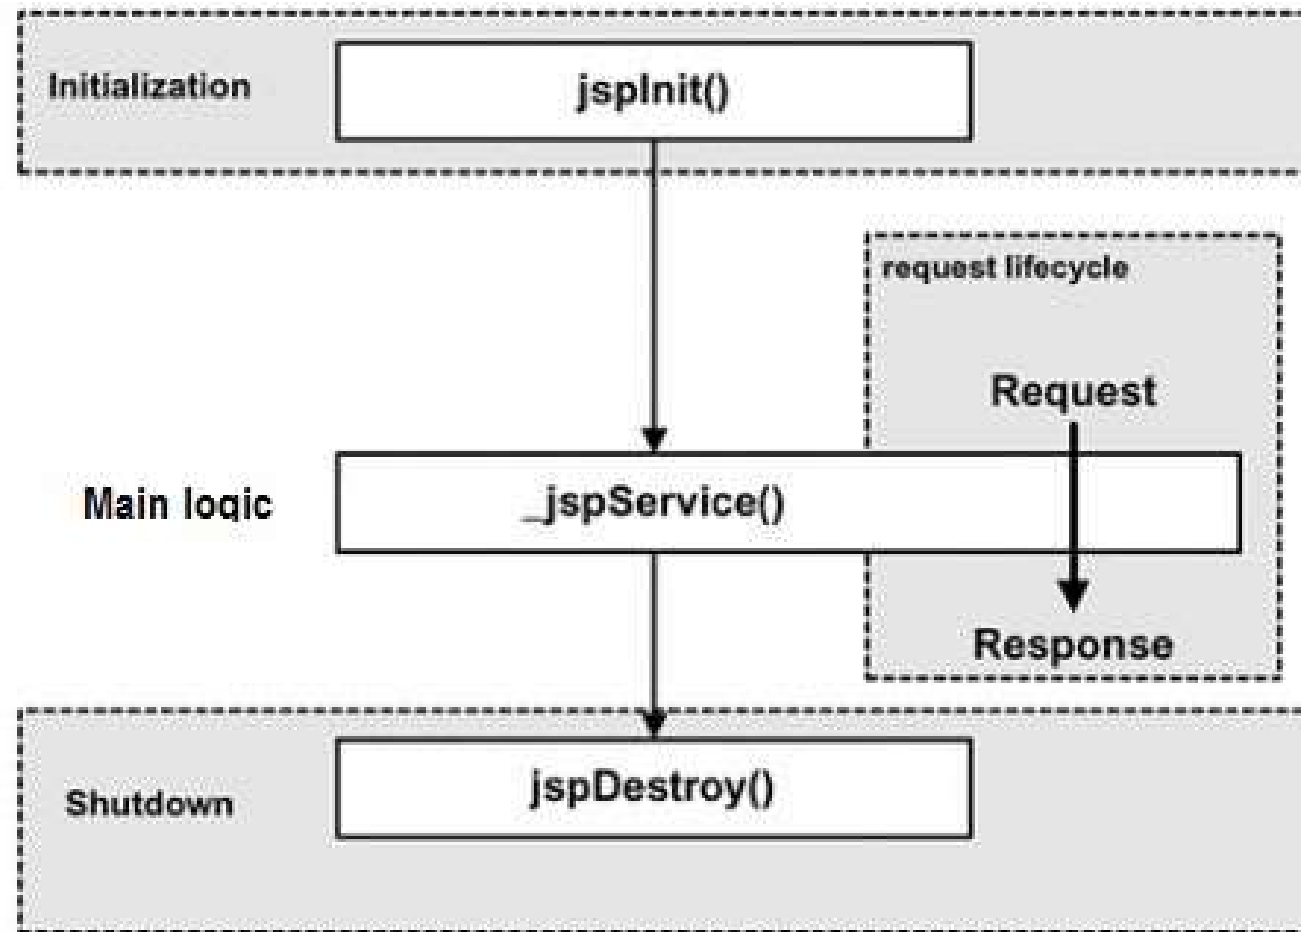 Initialization
jspInit()
request lifecycle
Request
Main logic
_jspService()
Response
jspDestroy()
Shutdown